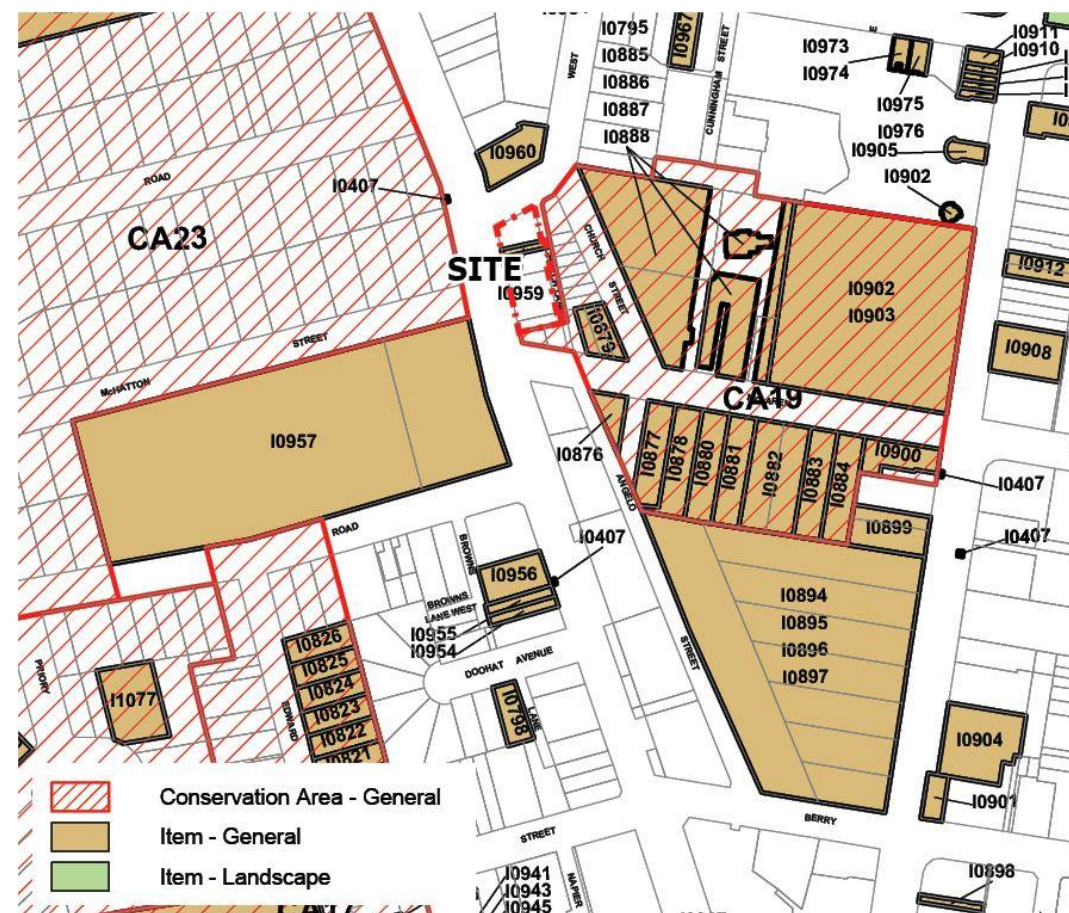 I0795
I0885
I0886
I0887
I0888
I0967
WEST
CUNNINGHAM STREET
E
I0973
I0974
I0975
I0976
I0905
I0902
I0911
I0910
I0960
ROAD
I0407
CA23
SITE
I0959
CHURCH STREET
I0879
I0902
I0903
I0912
I0908
STREET
McHATTON
CA19
I0957
I0876
I0877
I0878
I0880
I0881
I0882
I0883
I0884
I0900
I0407
I0899
I0407
ANGELO
STREET
ROAD
BROWNS
I0407
I0956
BROWNS
LANE WEST
I0955
I0954
DOOHAT AVENUE
I0798
LANE
I0894
I0895
I0896
I0897
PRIORY
I1077
EDWARD
I0826
I0825
I0824
I0823
I0822
I0821
I0904
I0901
BERRY
STREET
NAPIER
I0898
I0941
I0943
I0945
Conservation Area - General
Item - General
Item - Landscape